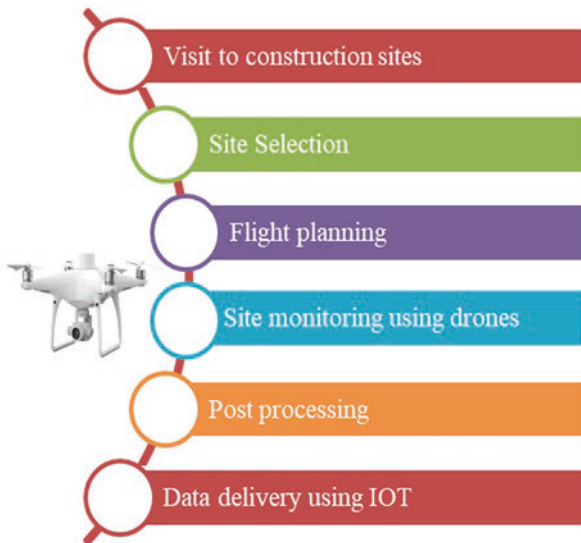 Visit to construction sites
Site Selection
Flight planning
Site monitoring using drones
Post processing
Data delivery using IOT